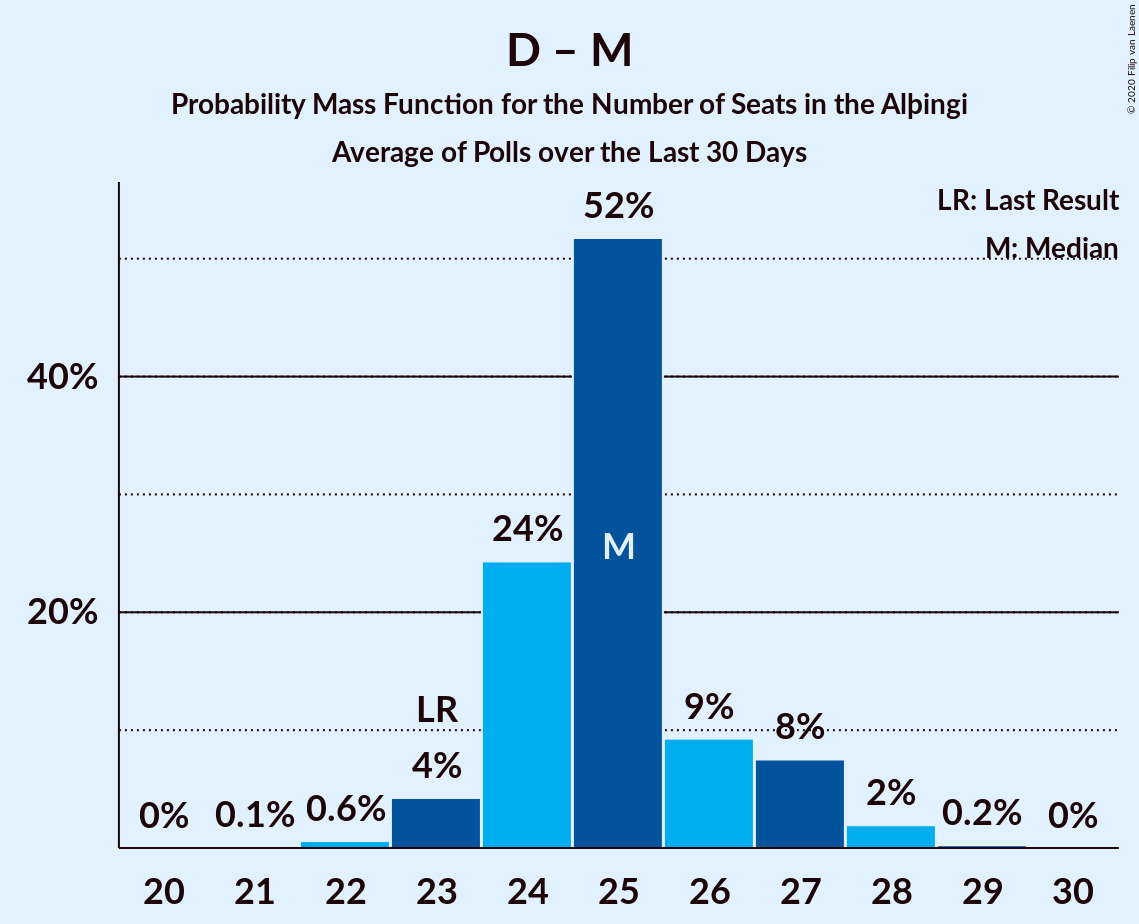 D – M
Probability Mass Function for the Number of Seats in the Alþingi
Average of Polls over the Last 30 Days
© 2020 Filip van Laenen
LR: Last Result
M: Median
52%
40%
24%
M
20%
LR
9%
8%
4%
2%
0%
0.1%
0.6%
0.2%
0%
20 21 22 23 24 25 26 27 28 29 30